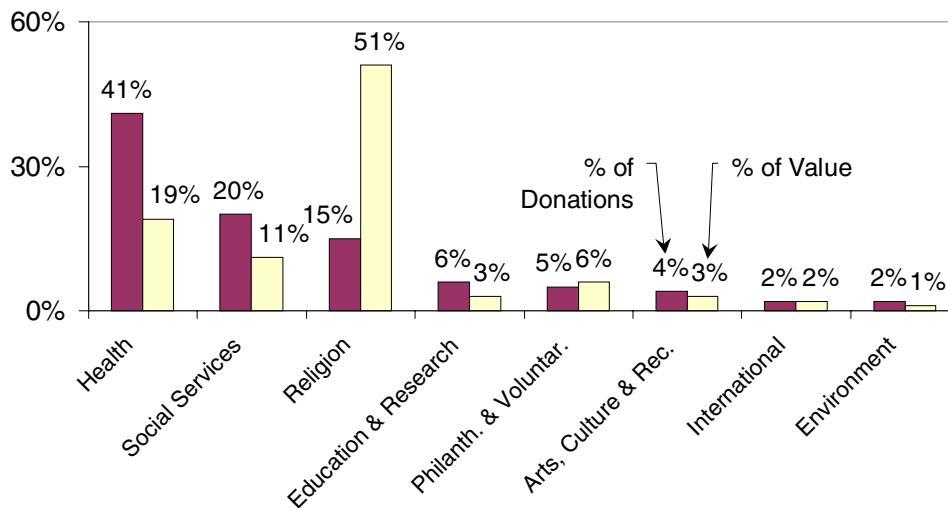 60%
30%
0%
41%
19%
20%
11%
15%
51%
6%
3%
5%
6%
4%
3%
2%
2%
2%
1%
% of
Donations
% of Value
Health
Social Services
Religion
Education & Research
Philanth. & Voluntar.
Arts, Culture & Rec.
International
Environment